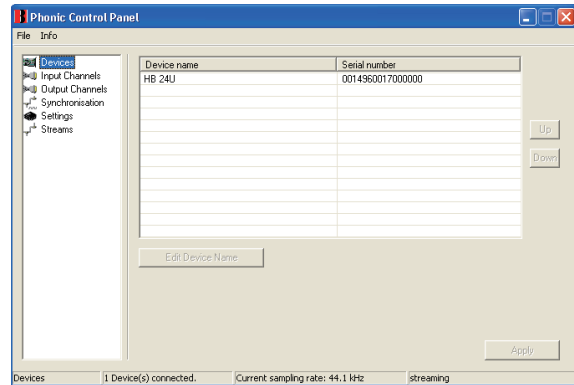 Phonic Control Panel
File Info
Devices
Input Channels
Output Channels
Synchronisation
Settings
Streams
Device name Serial number
HB 24U 0014960017000000
Up
Down
Edit Device Name
Apply
Devices 1 Device(s) connected. Current sampling rate: 44.1 kHz streaming